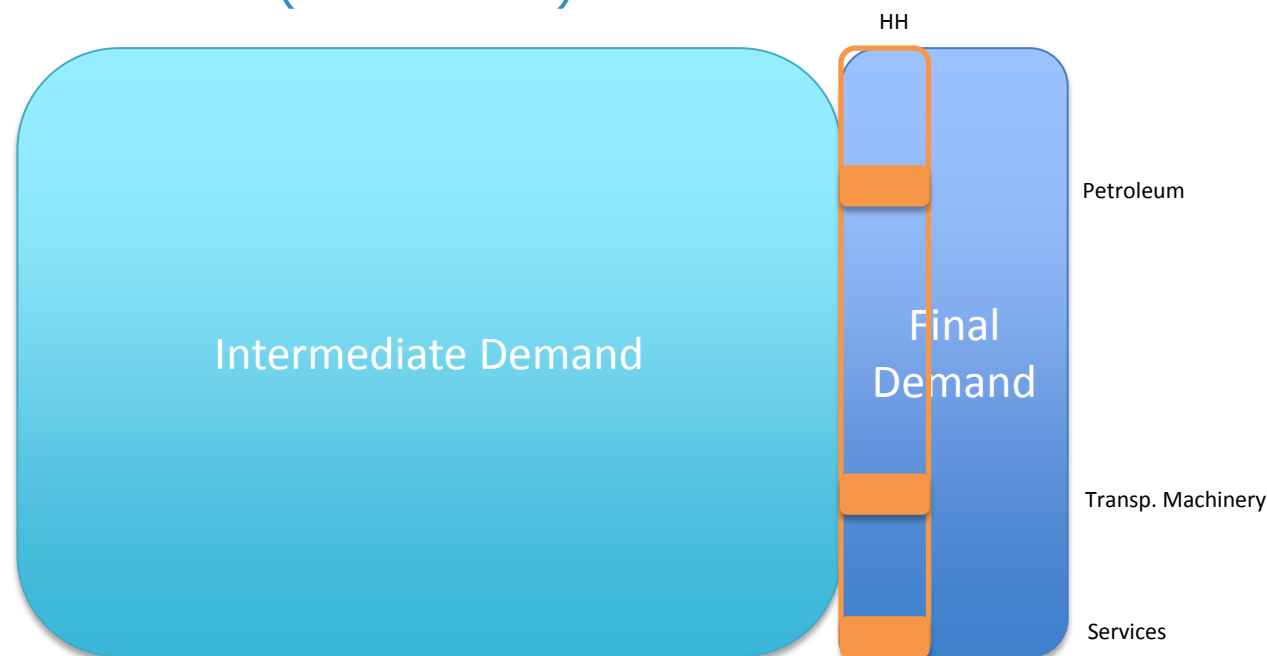 HH
Petroleum
Intermediate Demand
Final
Demand
Transp. Machinery
Services